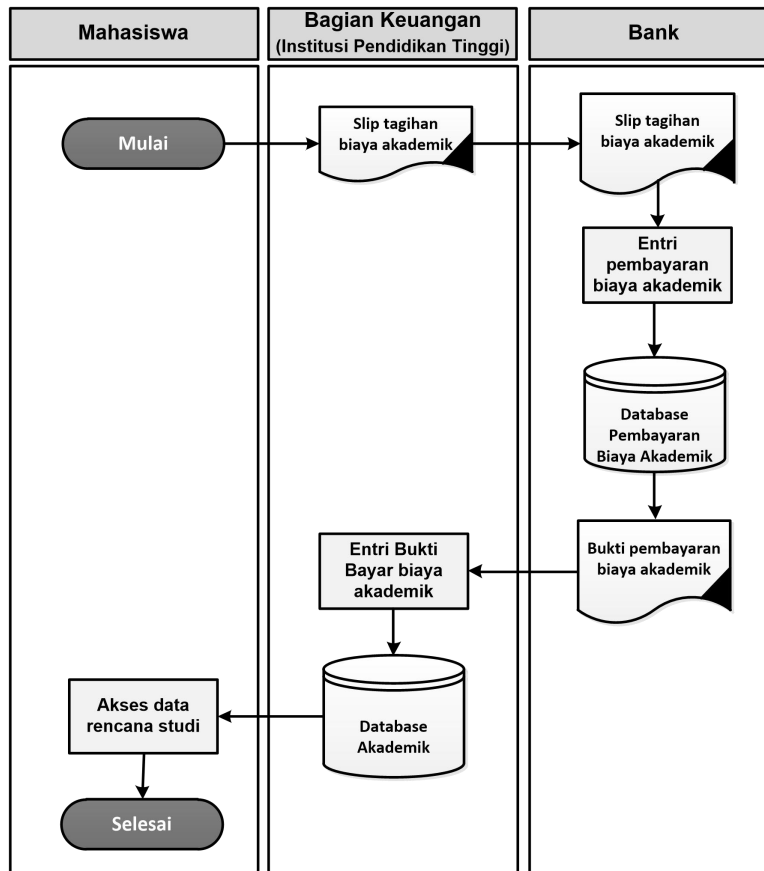 Mahasiswa
Bagian Keuangan
(Institusi Pendidikan Tinggi)
Bank
Mulai
Slip tagihan
biaya akademik
Slip tagihan
biaya akademik
Entri
pembayaran
biaya akademik
Database
Pembayaran
Biaya Akademik
Bukti pembayaran
biaya akademik
Entri Bukti
Bayar biaya
akademik
Database
Akademik
Akses data
rencana studi
Selesai